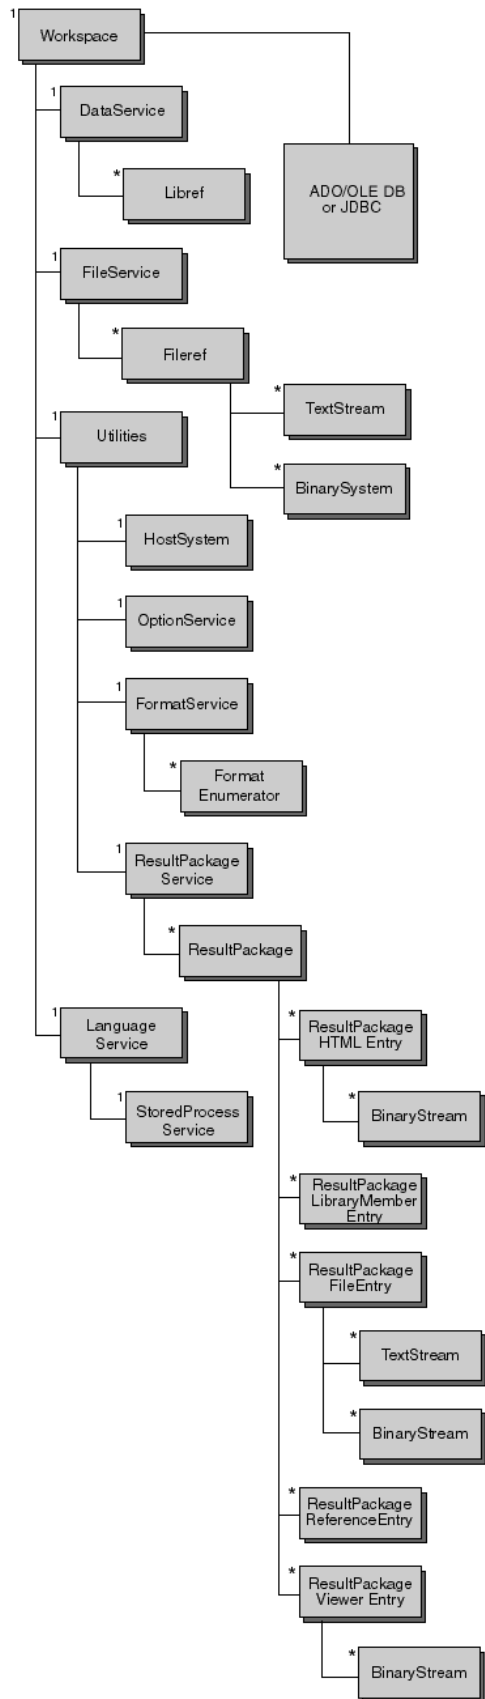 1
Workspace
1
DataService
*
Libref
ADO/OLE DB
or JDBC
1
FileService
*
Fileref
*
TextStream
1
Utilities
*
BinarySystem
1
HostSystem
1
OptionService
1
FormatService
*
Format
Enumerator
1
ResultPackage
Service
*
ResultPackage
1
Language
Service
*
ResultPackage
HTML Entry
1
StoredProcess
Service
*
BinaryStream
*
ResultPackage
LibraryMember
Entry
*
ResultPackage
FileEntry
*
TextStream
*
BinaryStream
*
ResultPackage
ReferenceEntry
*
ResultPackage
Viewer Entry
*
BinaryStream